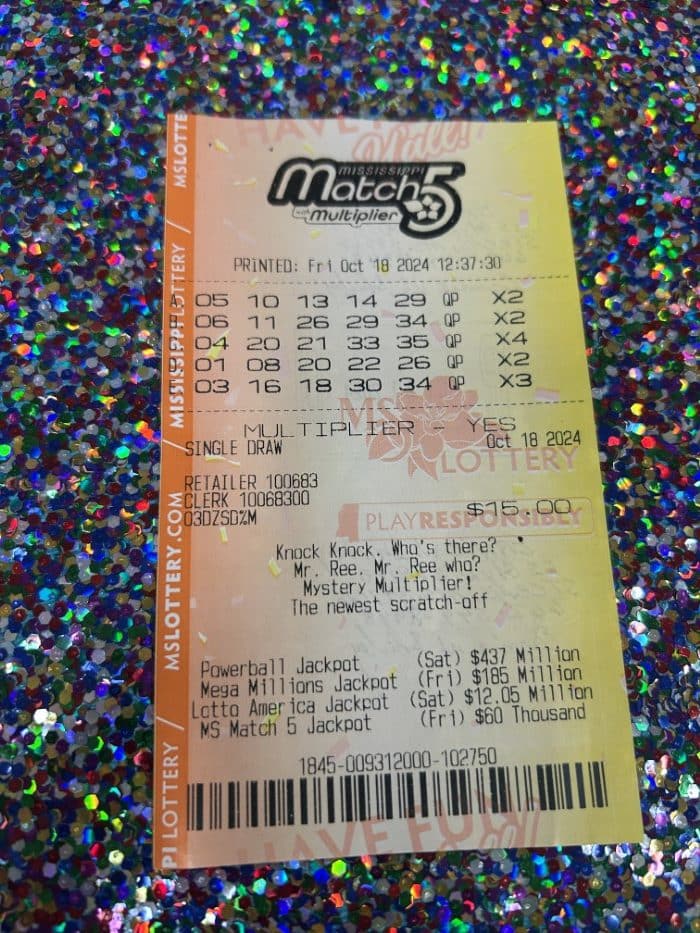 HAVE FU
Y'all!
MSLOTTE
MISSISSIPPI
Match 5
with Multiplier
PRINTED: Fri Oct 18 2024 12:37:30
05 10 13 14 29 QP X2
06 11 26 29 34 QP X2
04 20 21 33 35 QP X4
01 08 20 22 26 QP X2
03 16 18 30 34 QP X3
MISSISSIPPI LOTTERY /
MULTIPLIER - YES
SINGLE DRAW Oct 18 2024
MS
LOTTERY
RETAILER 100683
CLERK 10068300
03DZSD%M
$15.00
PLAY RESPONSIBLY
MSLOTTERY.COM
Knock Knock. Who's there?
Mr. Ree. Mr. Ree who?
Mystery Multiplier!
The newest scratch-off
Powerball Jackpot (Sat) $437 Million
Mega Millions Jackpot (Fri) $185 Million
Lotto America Jackpot (Sat) $12.05 Million
MS Match 5 Jackpot (Fri) $60 Thousand
PI LOTTERY /
1845-009312000-102750
HAVE FUN